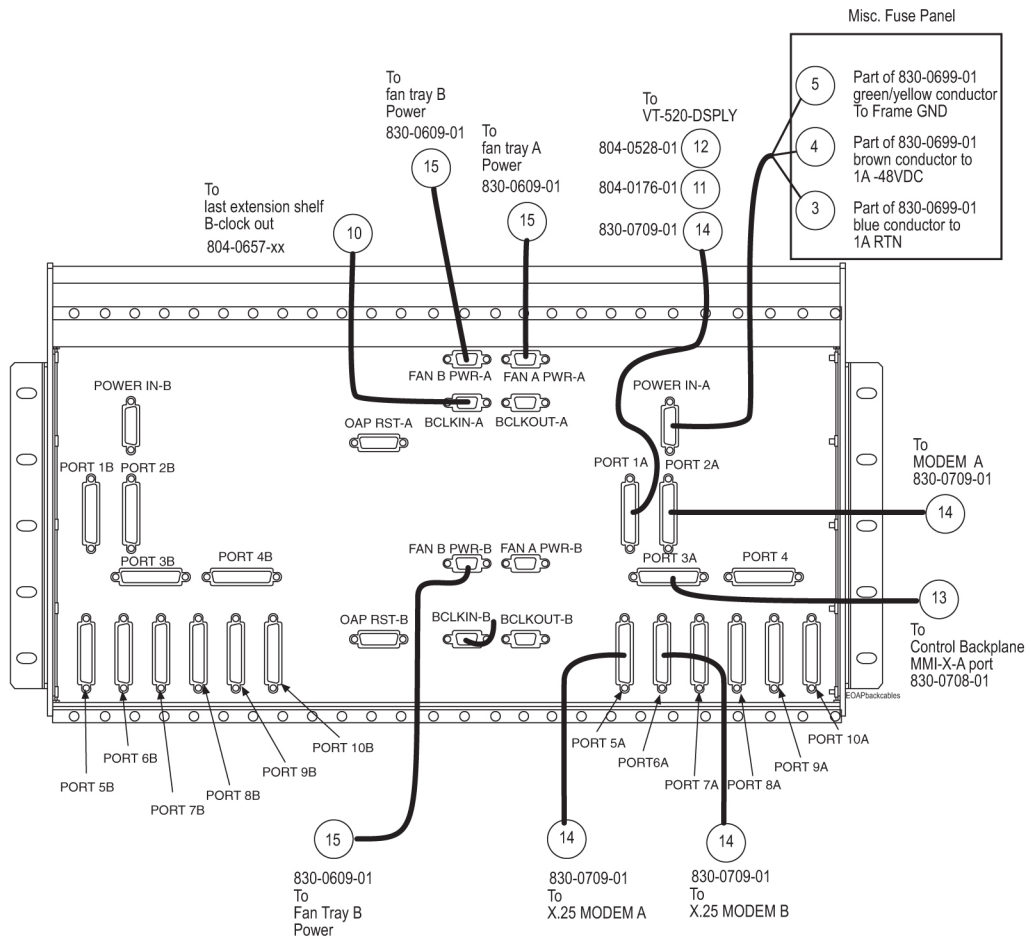 Misc. Fuse Panel
5
Part of 830-0699-01
green/yellow conductor
To Frame GND
4
Part of 830-0699-01
brown conductor to
1A -48VDC
3
Part of 830-0699-01
blue conductor to
1A RTN
To
fan tray B
Power
830-0609-01
15
To
fan tray A
Power
830-0609-01
15
To
VT-520-DSPLY
804-0528-01 12
804-0176-01 11
830-0709-01 14
To
last extension shelf
B-clock out
804-0657-xx
10
FAN B PWR-A
FAN A PWR-A
POWER IN-B
POWER IN-A
OAP RST-A
BCLKIN-A
BCLKOUT-A
PORT 1B
PORT 2B
PORT 1A
PORT 2A
To
MODEM A
830-0709-01
14
PORT 3B
PORT 4B
FAN B PWR-B
FAN A PWR-B
PORT 3A
PORT 4
13
To
Control Backplane
MMI-X-A port
830-0708-01
OAP RST-B
BCLKIN-B
BCLKOUT-B
EOAPbackcables
PORT 5B
PORT 6B
PORT 7B
PORT 8B
PORT 9B
PORT 10B
PORT 5A
PORT6A
PORT 7A
PORT 8A
PORT 9A
PORT 10A
15
830-0609-01
To
Fan Tray B
Power
14
830-0709-01
To
X.25 MODEM A
14
830-0709-01
To
X.25 MODEM B